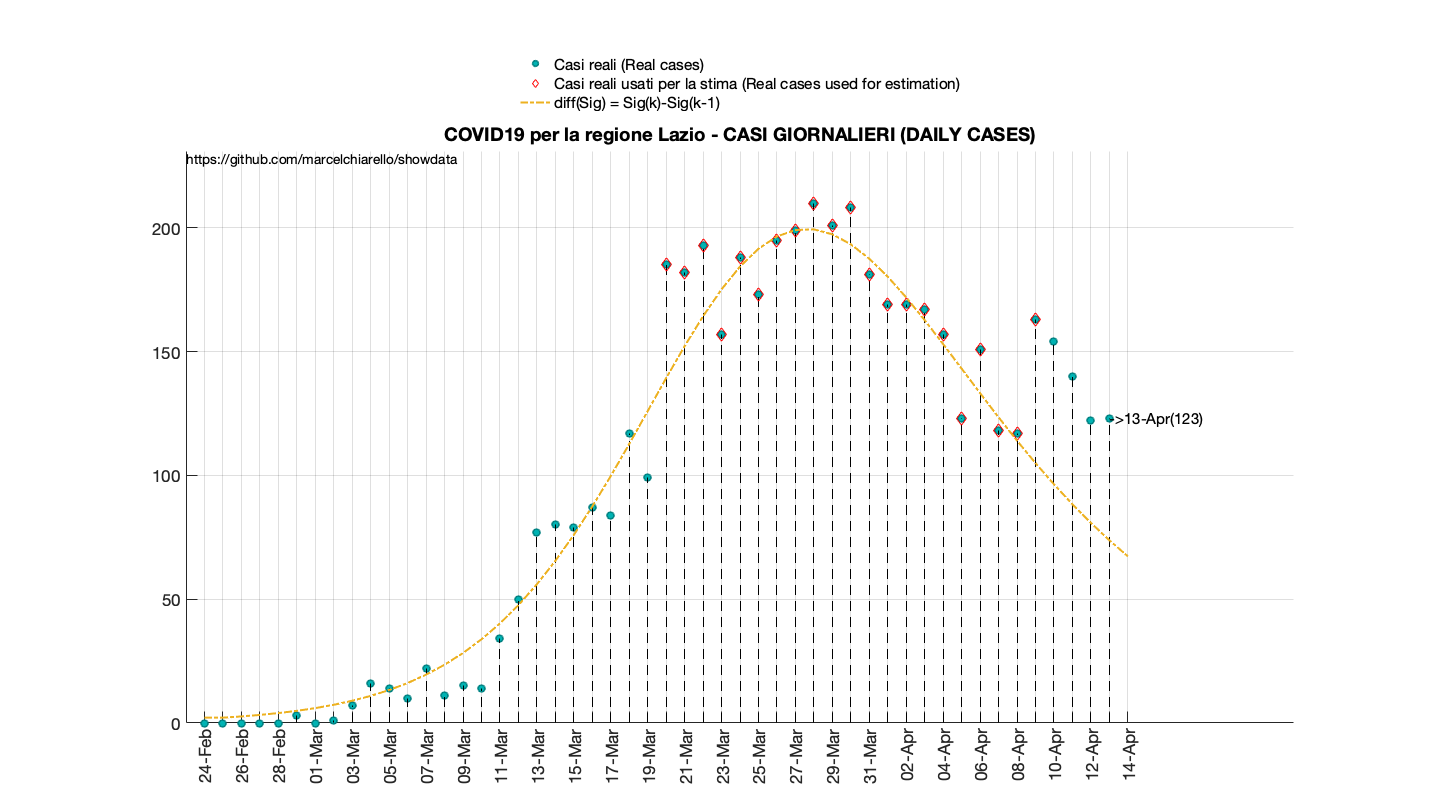 Casi reali (Real cases)
Casi reali usati per la stima (Real cases used for estimation)
diff(Sig) = Sig(k)-Sig(k-1)
COVID19 per la regione Lazio - CASI GIORNALIERI (DAILY CASES)
https://github.com/marcelchiarello/showdata
200
150
100
50
0
->13-Apr(123)
24-Feb
26-Feb
28-Feb
01-Mar
03-Mar
05-Mar
07-Mar
09-Mar
11-Mar
13-Mar
15-Mar
17-Mar
19-Mar
21-Mar
23-Mar
25-Mar
27-Mar
29-Mar
31-Mar
02-Apr
04-Apr
06-Apr
08-Apr
10-Apr
12-Apr
14-Apr